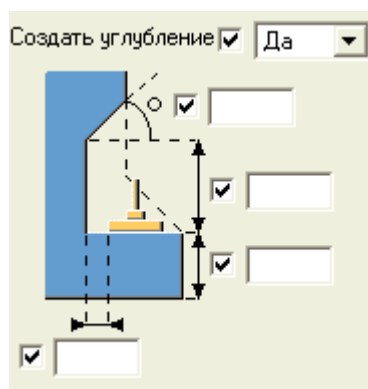 Создать углубление Да